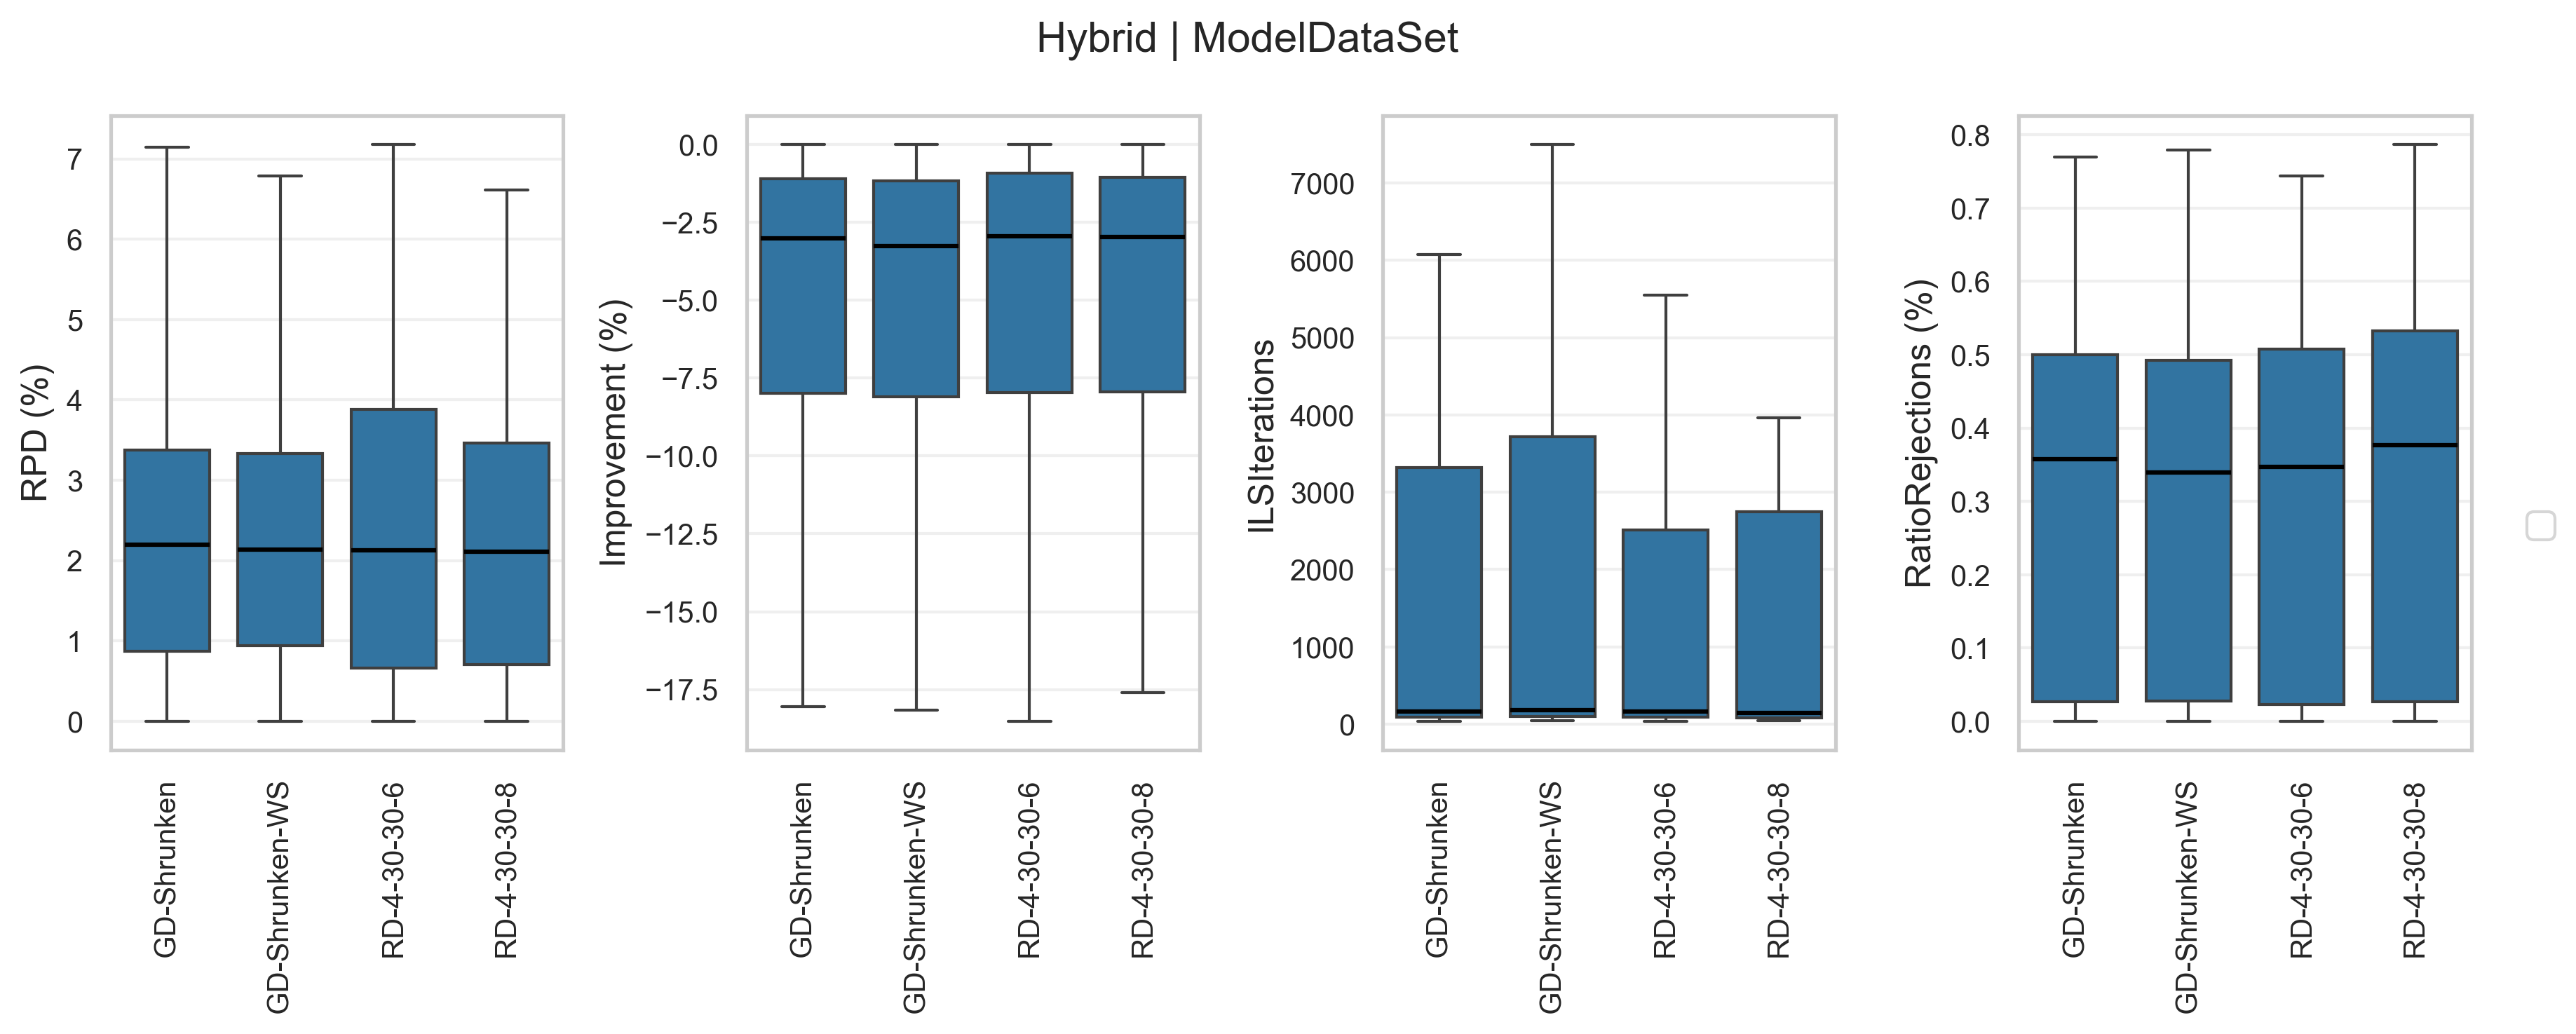 Hybrid | ModelDataSet
RPD (%)
7
6
5
4
3
2
1
0
GD-Shrunken
GD-Shrunken-WS
RD-4-30-30-6
RD-4-30-30-8
Improvement (%)
0.0
−2.5
−5.0
−7.5
−10.0
−12.5
−15.0
−17.5
GD-Shrunken
GD-Shrunken-WS
RD-4-30-30-6
RD-4-30-30-8
ILSIterations
7000
6000
5000
4000
3000
2000
1000
0
GD-Shrunken
GD-Shrunken-WS
RD-4-30-30-6
RD-4-30-30-8
RatioRejections (%)
0.8
0.7
0.6
0.5
0.4
0.3
0.2
0.1
0.0
GD-Shrunken
GD-Shrunken-WS
RD-4-30-30-6
RD-4-30-30-8